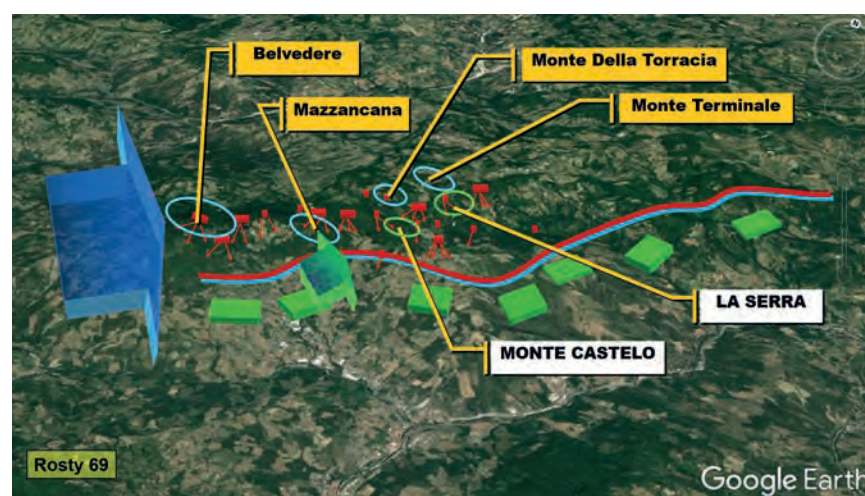 Belvedere
Monte Della Torracia
Mazzancana
Monte Terminale
LA SERRA
MONTE CASTELO
Rosty 69
Google Earth